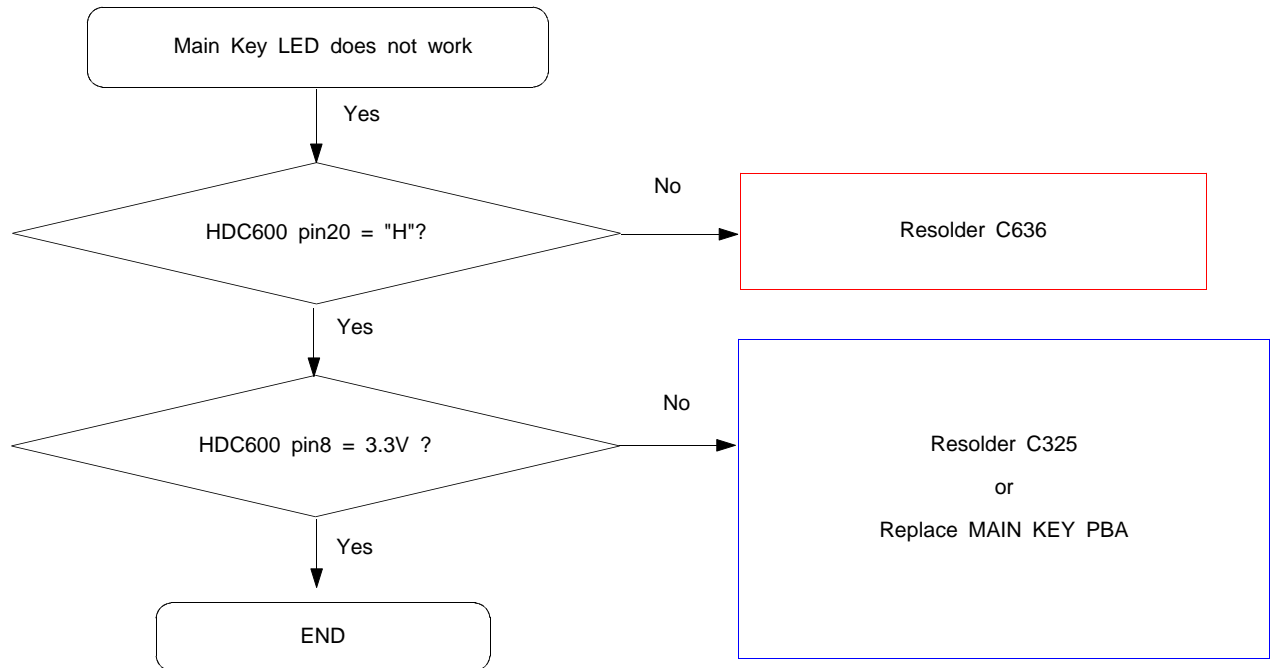 Main Key LED does not work
Yes
No
HDC600 pin20 = "H"?
Resolder C636
Yes
No
HDC600 pin8 = 3.3V ?
Resolder C325
or
Replace MAIN KEY PBA
Yes
END